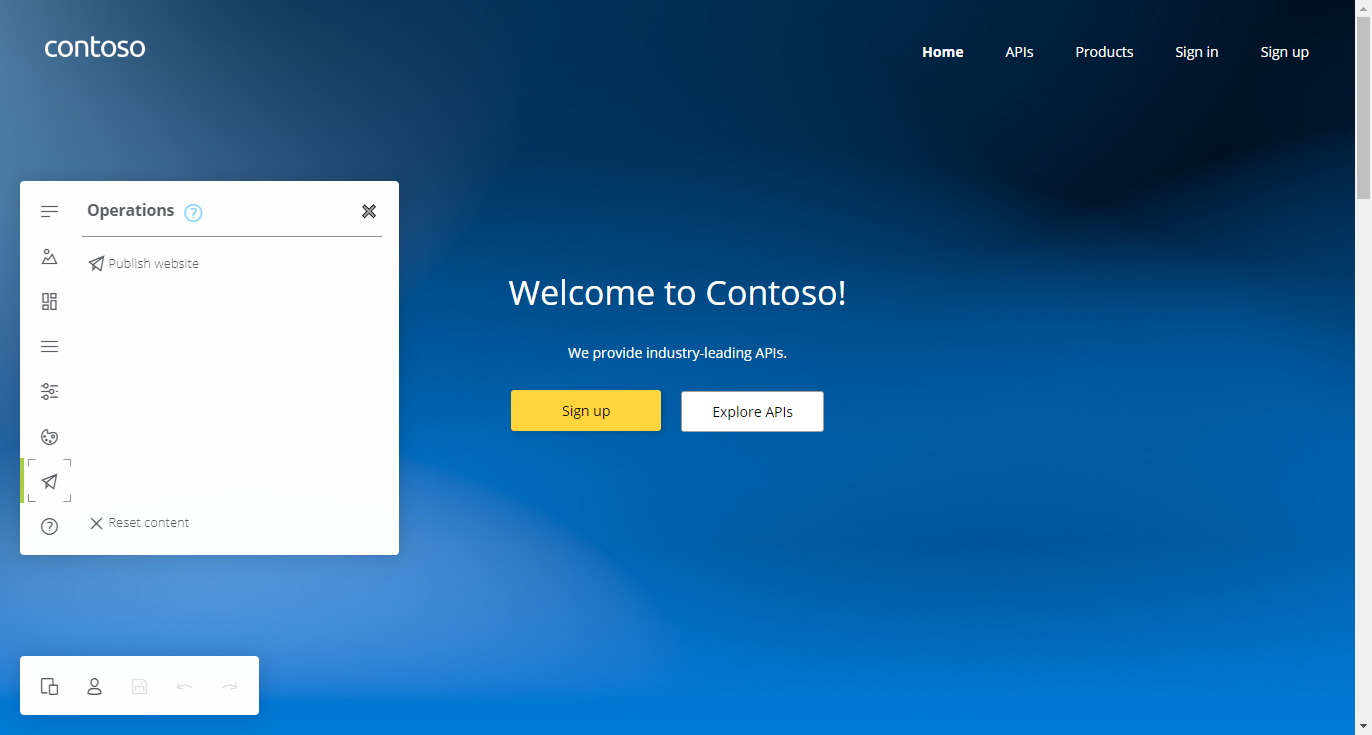 contoso
Home APIs Products Sign in Sign up
Operations ?
Publish website
Reset content
?
Welcome to Contoso!
We provide industry-leading APIs.
Sign up Explore APIs